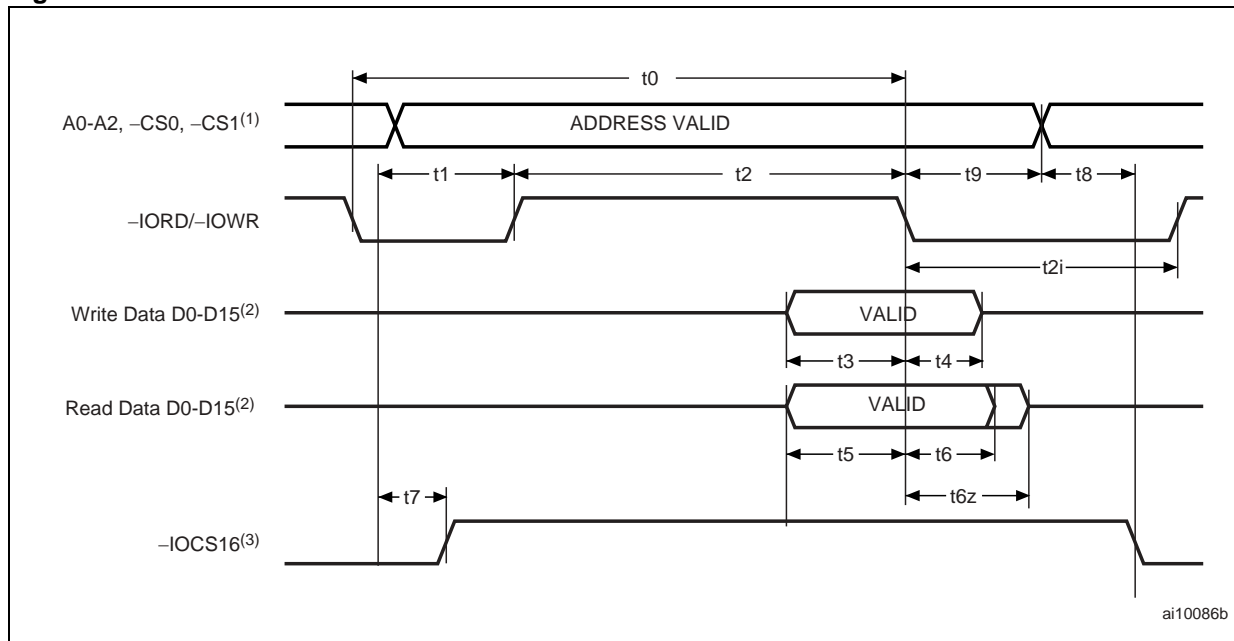 t0
A0-A2, –CS0, –CS1(1)
ADDRESS VALID
t1
t2
t9
t8
–IORD/–IOWR
t2i
Write Data D0-D15(2)
VALID
t3
t4
Read Data D0-D15(2)
VALID
t5
t6
t7
t6z
–IOCS16(3)
ai10086b